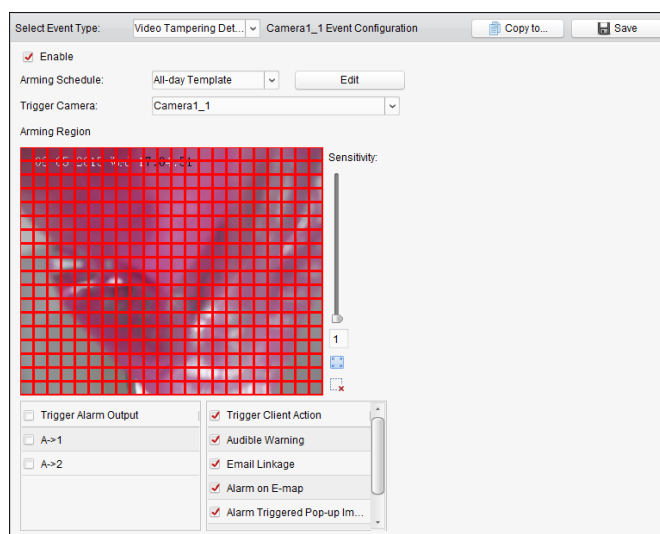 Select Event Type: Video Tampering Det... Camera1_1 Event Configuration Copy to... Save
Enable
Arming Schedule: All-day Template Edit
Trigger Camera: Camera1_1
Arming Region
Sensitivity:
1
Trigger Alarm Output
A->1
A->2
Trigger Client Action
Audible Warning
Email Linkage
Alarm on E-map
Alarm Triggered Pop-up Im...